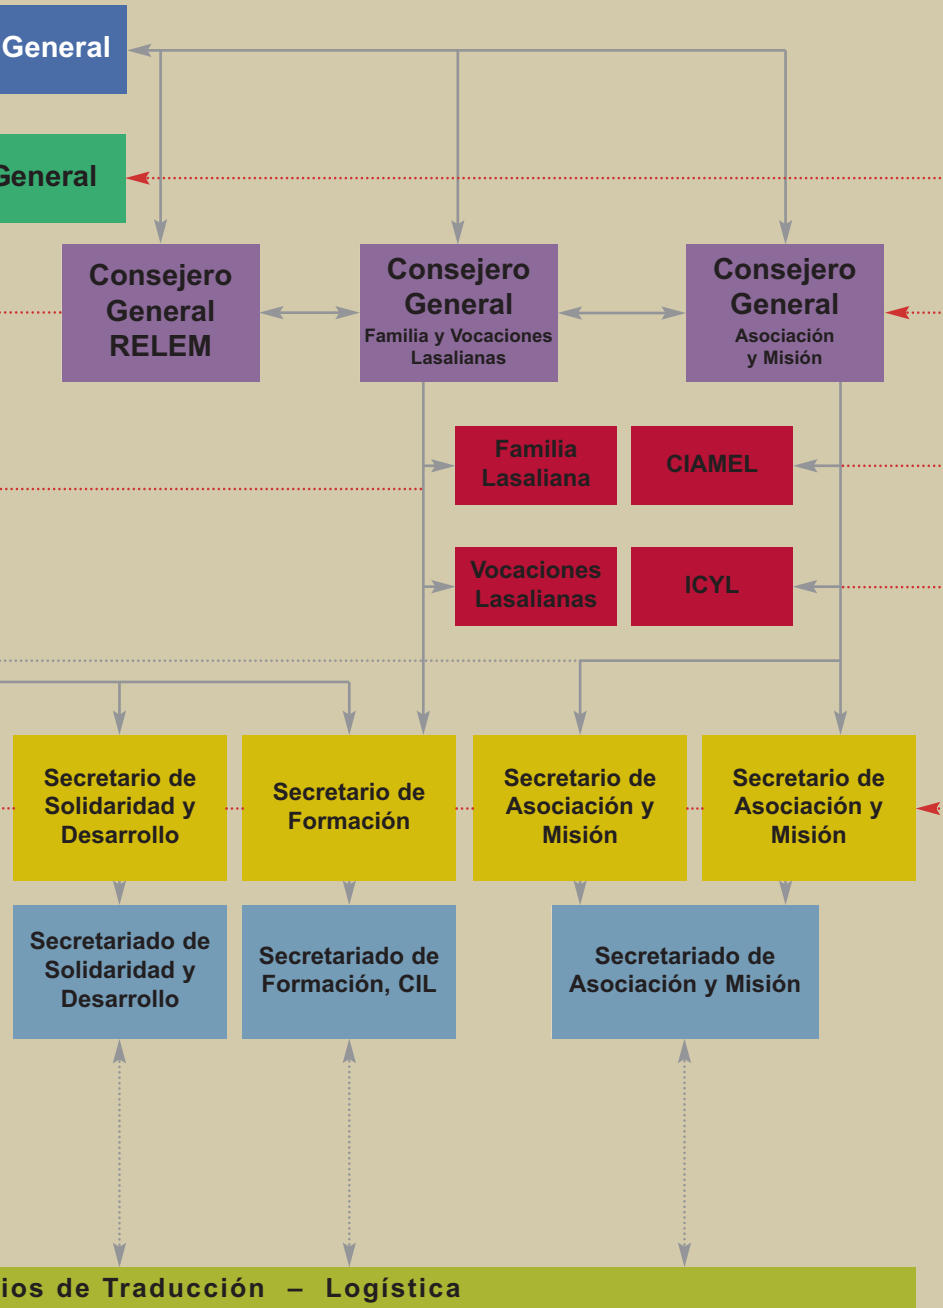 General
General
Consejero
General
RELEM
Consejero
General
Familia y Vocaciones
Lasalianas
Consejero
General
Asociación
y Misión
Familia
Lasaliana
CIAMEL
Vocaciones
Lasalianas
ICYL
Secretario de
Solidaridad y
Desarrollo
Secretario de
Formación
Secretario de
Asociación y
Misión
Secretario de
Asociación y
Misión
Secretariado de
Solidaridad y
Desarrollo
Secretariado de
Formación, CIL
Secretariado de
Asociación y Misión
ios de Traducción – Logística